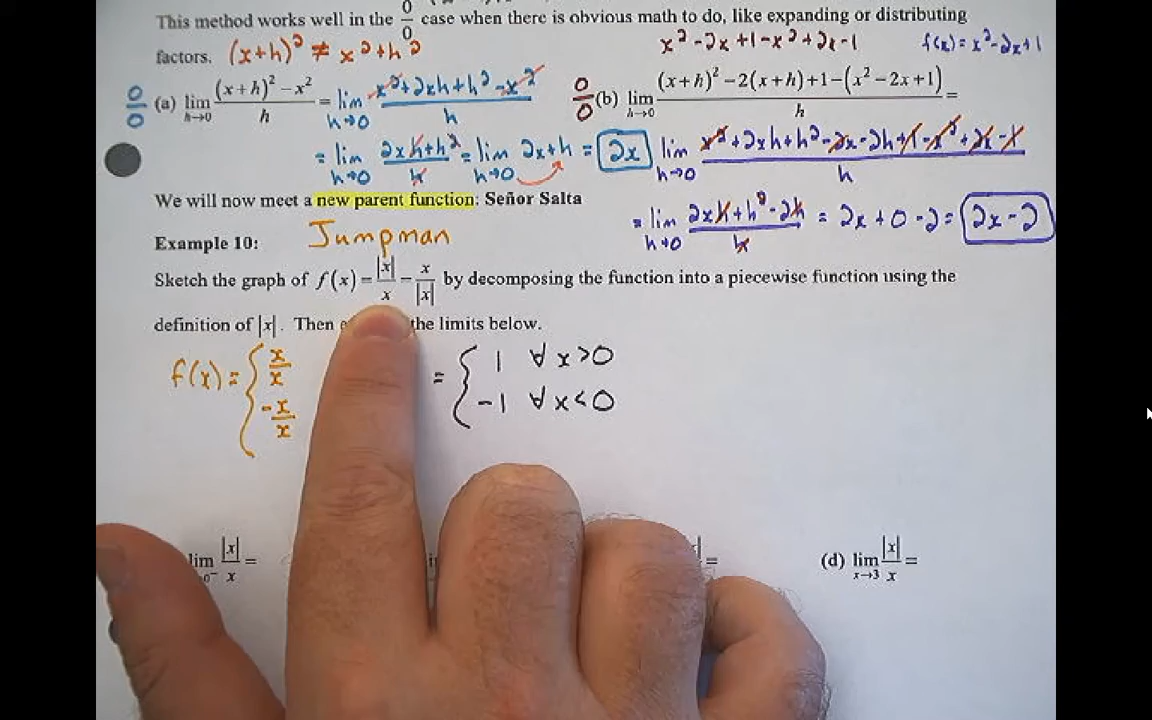 This method works well in the 0/0 case when there is obvious math to do, like expanding or distributing
factors. (x+h)² ≠ x²+h²
x²-2x+1-x²+2x-1
f(x)=x²-2x+1
0/0 (a) lim h→0 ((x+h)²-x²)/h = lim h→0 (x²+2xh+h²-x²)/h
= lim h→0 (2xh+h²)/h = lim h→0 2x+h = 2x
0/0 (b) lim h→0 ((x+h)²-2(x+h)+1-(x²-2x+1))/h =
lim h→0 (x²+2xh+h²-2x-2h+1-x²+2x-1)/h
= lim h→0 (2xh+h²-2h)/h = 2x+0-2 = 2x-2
We will now meet a new parent function: Señor Salta
Example 10: Jumpman
Sketch the graph of f(x)=|x|/x=x/|x| by decomposing the function into a piecewise function using the
definition of |x|. Then the limits below.
f(x)= { x/x = { 1 ∀ x>0
-x/x -1 ∀ x<0
lim |x|/x =
=
(d) lim x→3 |x|/x =